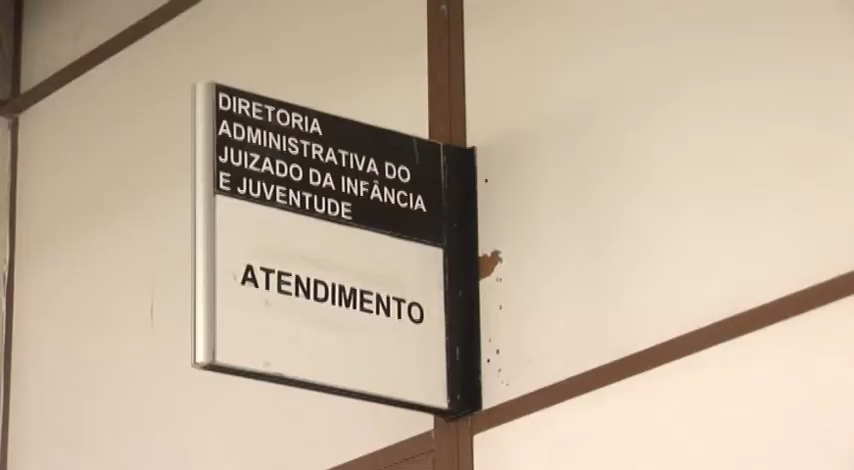 DIRETORIA
ADMINISTRATIVA DO
JUIZADO DA INFÂNCIA
E JUVENTUDE
ATENDIMENTO